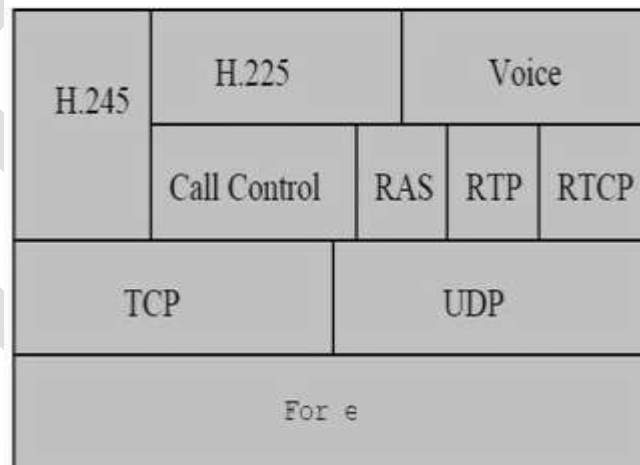 H.245
H.225
Voice
Call Control
RAS
RTP
RTCP
TCP
UDP
For e